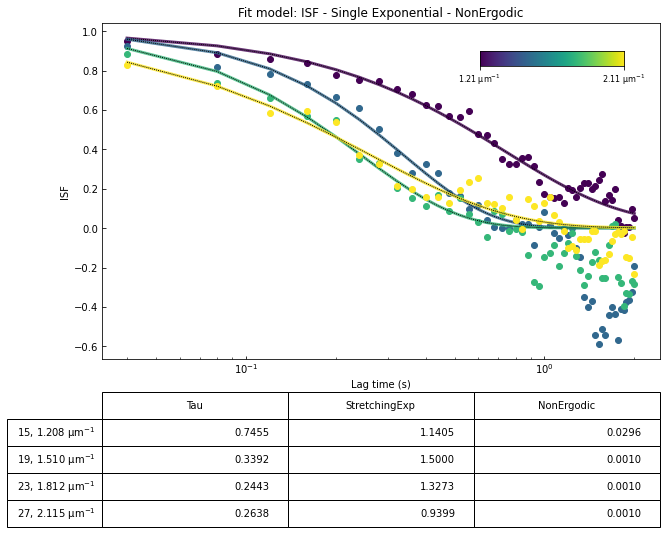 Fit model: ISF - Single Exponential - NonErgodic
1.0
0.8
0.6
0.4
0.2
0.0
−0.2
−0.4
−0.6
ISF
1.21 μm⁻¹ 2.11 μm⁻¹
10⁻¹ 10⁰
Lag time (s)
Tau StretchingExp NonErgodic
15, 1.208 μm⁻¹ 0.7455 1.1405 0.0296
19, 1.510 μm⁻¹ 0.3392 1.5000 0.0010
23, 1.812 μm⁻¹ 0.2443 1.3273 0.0010
27, 2.115 μm⁻¹ 0.2638 0.9399 0.0010